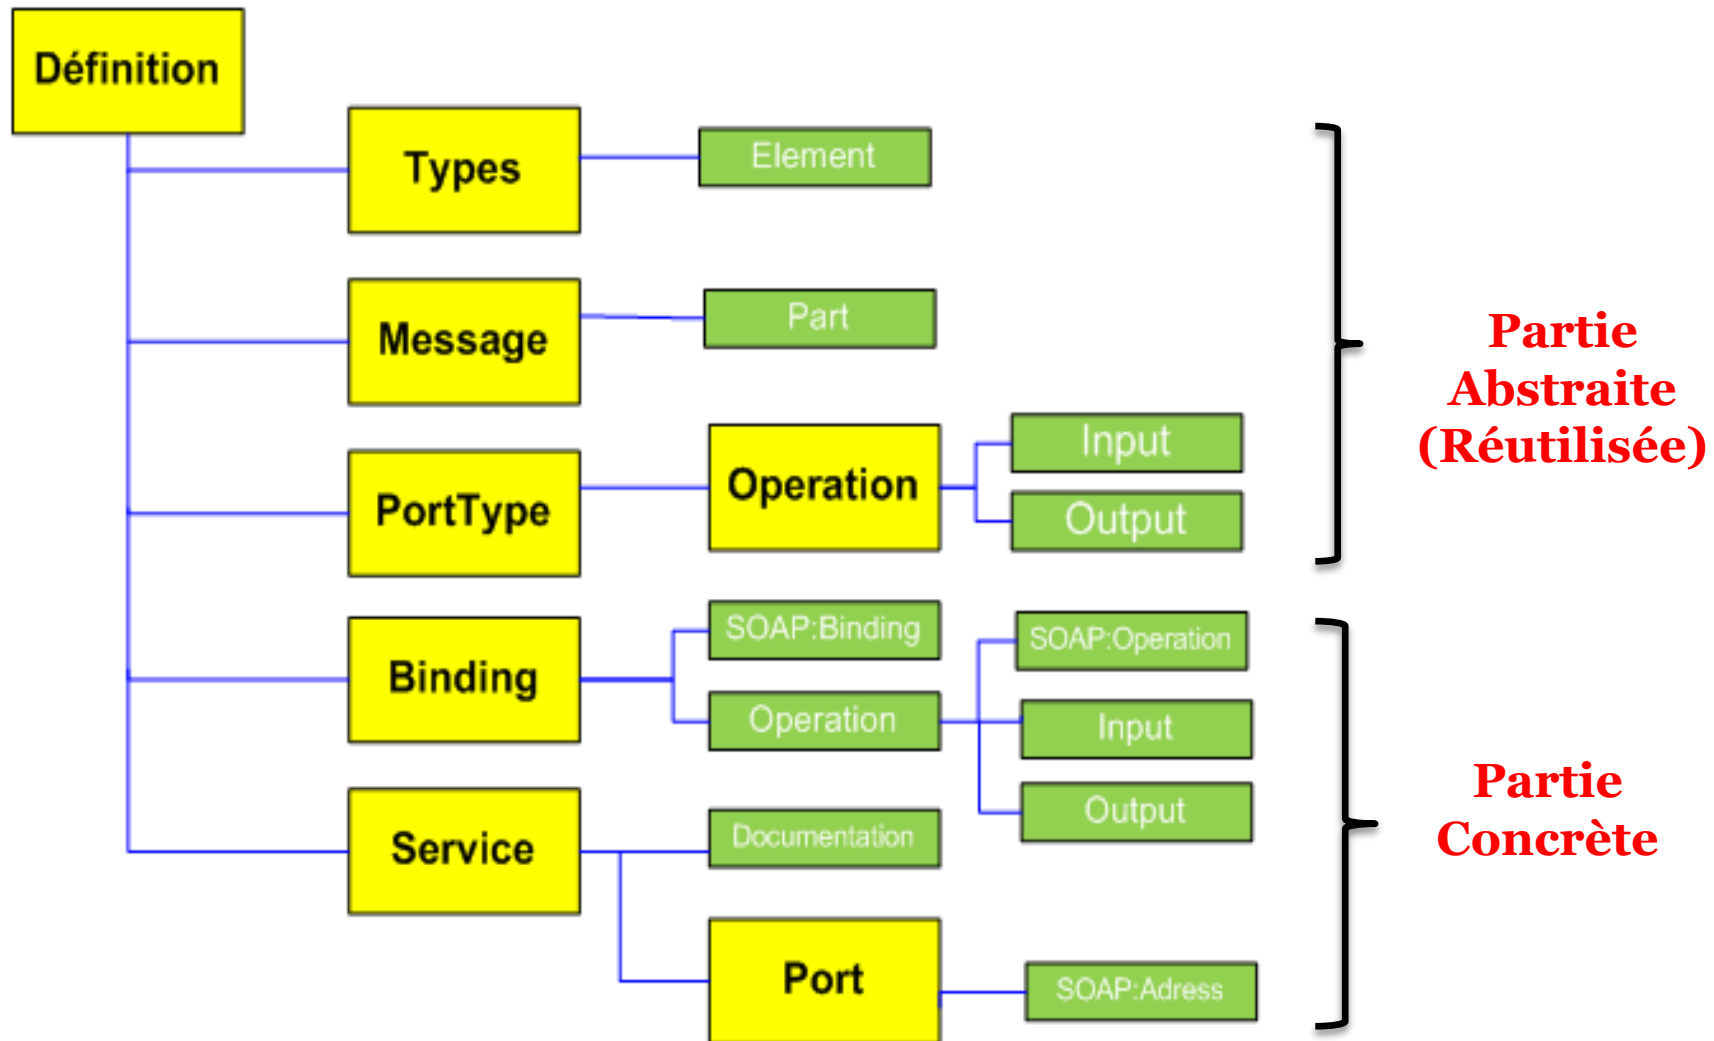 Définition
Types
Element
Message
Part
PortType
Operation
Input
Output
Partie
Abstraite
(Réutilisée)
Binding
SOAP:Binding
Operation
SOAP:Operation
Input
Output
Service
Documentation
Port
SOAP:Adress
Partie
Concrète